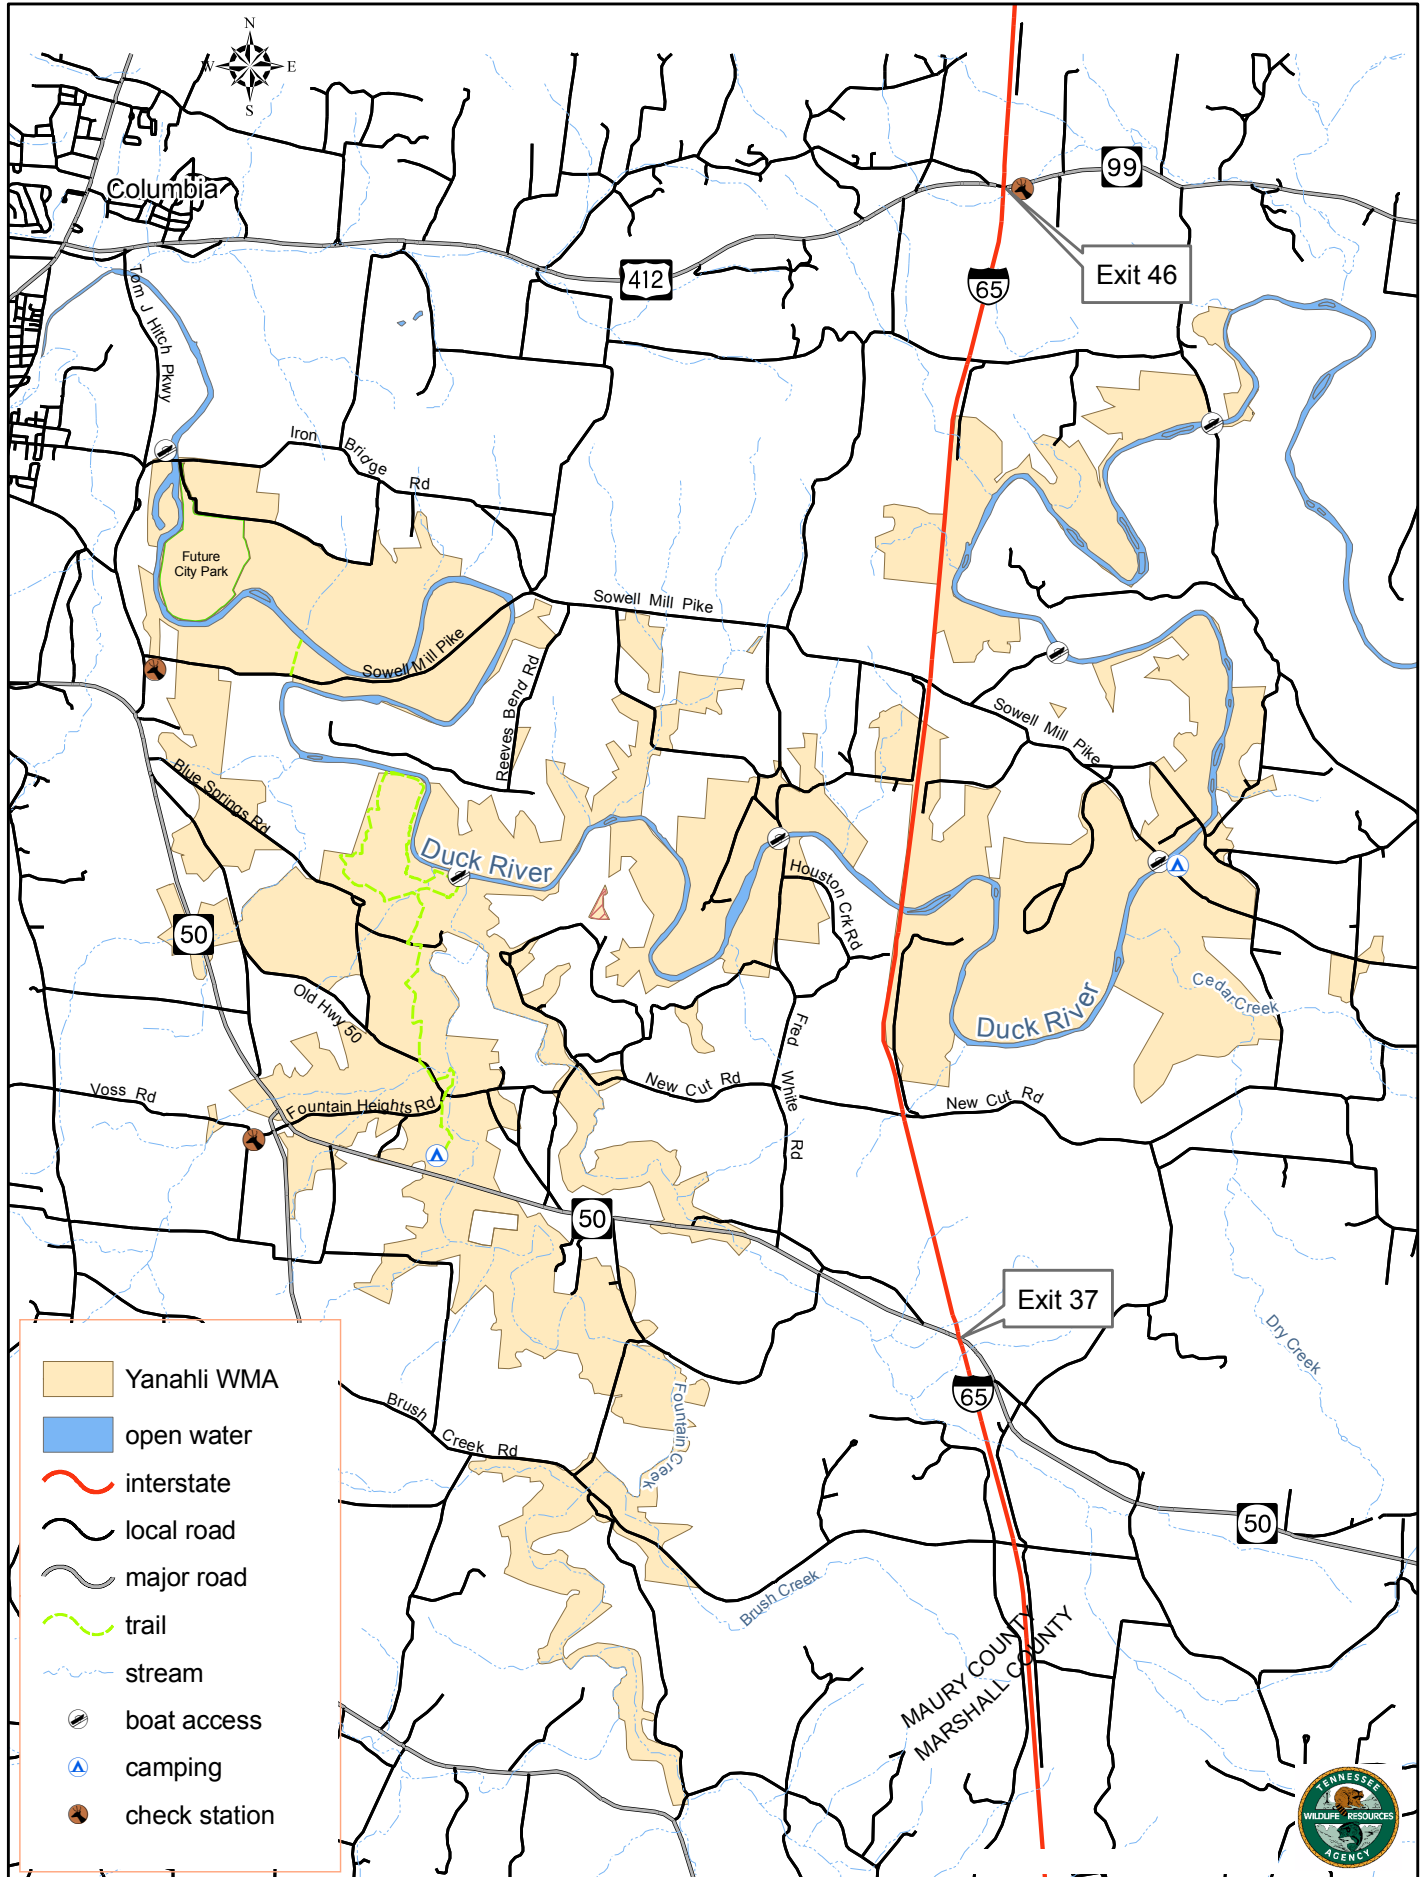 N
W
E
S
Columbia
99
Exit 46
412
65
Tom J Hitch Pkwy
Iron Bridge Rd
Future
City Park
Sowell Mill Pike
Sowell Mill Pike
Reeves Bend Rd
Sowell Mill Pike
Blue Springs Rd
Duck River
Houston Crk Rd
50
Cedar Creek
Old Hwy 50
Duck River
Fred White Rd
Voss Rd
New Cut Rd
New Cut Rd
Fountain Heights Rd
50
Exit 37
Dry Creek
65
Yanahli WMA
open water
interstate
local road
major road
trail
stream
boat access
camping
check station
Brush Creek Rd
Fountain Creek
50
Brush Creek
MAURY COUNTY
MARSHALL COUNTY
TENNESSEE
WILDLIFE RESOURCES
AGENCY